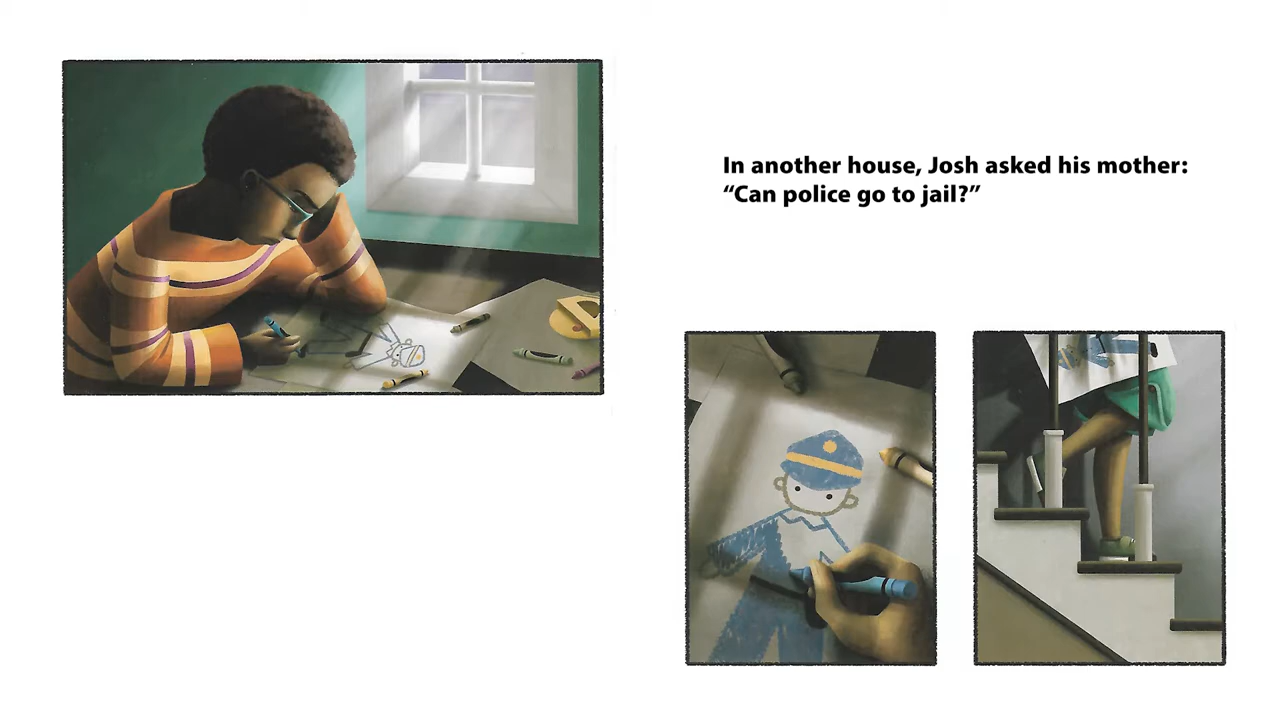 In another house, Josh asked his mother:
“Can police go to jail?”